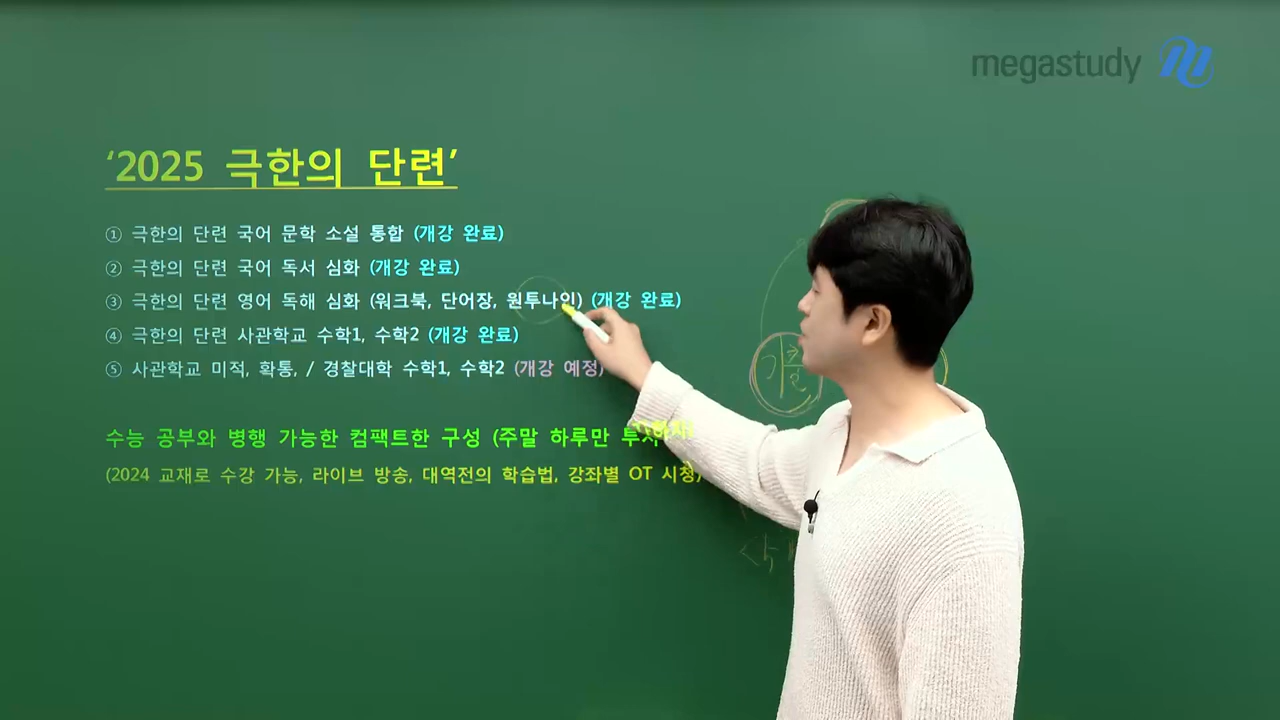 megastudy
‘2025 극한의 단련’
① 극한의 단련 국어 문학 소설 통합 (개강 완료)
② 극한의 단련 국어 독서 심화 (개강 완료)
③ 극한의 단련 영어 독해 심화 (워크북, 단어장, 원투나인) (개강 완료)
④ 극한의 단련 사관학교 수학1, 수학2 (개강 완료)
⑤ 사관학교 미적, 확통, / 경찰대학 수학1, 수학2 (개강 예정)
수능 공부와 병행 가능한 컴팩트한 구성 (주말 하루만
(2024 교재로 수강 가능, 라이브 방송, 대역전의 학습법, 강좌별 OT 시청)
기출